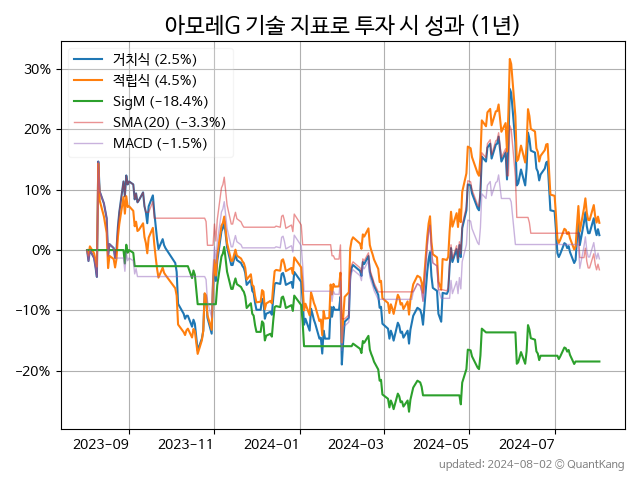 아모레G 기술 지표로 투자 시 성과 (1년)
거치식 (2.5%)
적립식 (4.5%)
SigM (−18.4%)
SMA(20) (−3.3%)
MACD (−1.5%)
30%
20%
10%
0%
−10%
−20%
2023-09 2023-11 2024-01 2024-03 2024-05 2024-07
updated: 2024-08-02 © QuantKang